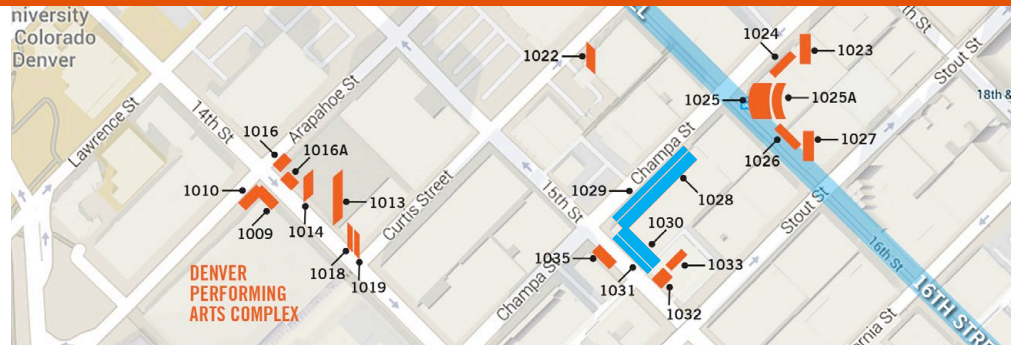 niversity
Colorado
Denver
Lawrence St
14th St
Arapahoe St
1016
1016A
1010
1009
1014
1013
1018
1019
Curtis Street
DENVER
PERFORMING
ARTS COMPLEX
1022
15th St
Champa St
1029
1028
1030
1035
1031
1033
1032
Champa St
1024
1023
1025
1025A
1026
1027
Stout St
Stout St
18th &
16th St
16TH STRE